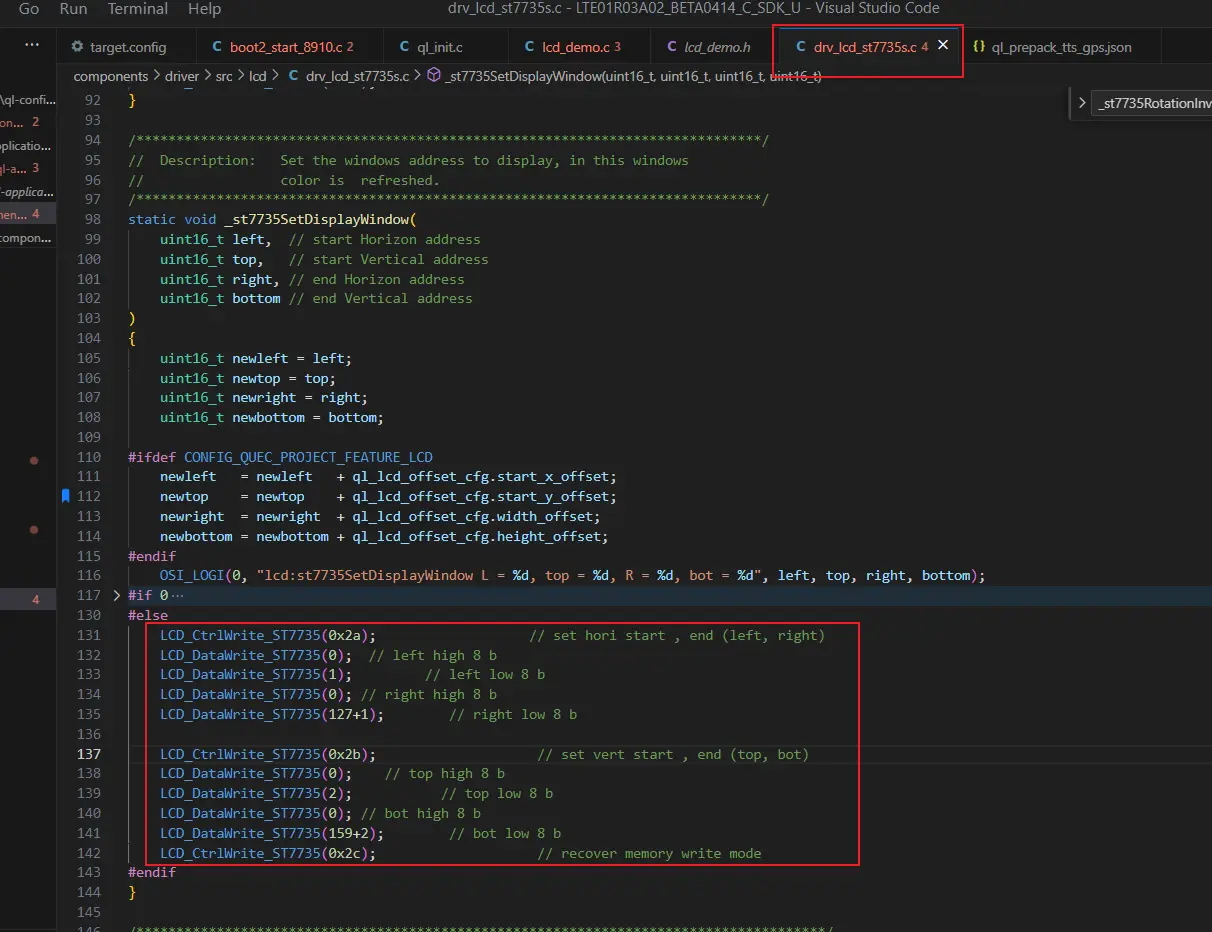 Go Run Terminal Help drv_lcd_st7735s.c - LTE01R03A02_BETA0414_C_SDK_U - Visual Studio Code
... target.config C boot2_start_8910.c 2 C ql_init.c C lcd_demo.c 3 C lcd_demo.h C drv_lcd_st7735s.c 4 × {} ql_prepack_tts_gps.json
components > driver > src > lcd > C drv_lcd_st7735s.c > _st7735SetDisplayWindow(uint16_t, uint16_t, uint16_t, uint16_t)
\ql-confi...
on... 2
pplicatio...
ql-a... 3
-applica...
nen... 4
compon...
4
> _st7735RotationInv
92 }
93
94 /******************************************************************************/
95 // Description: Set the windows address to display, in this windows
96 // color is refreshed.
97 /******************************************************************************/
98 static void _st7735SetDisplayWindow(
99 uint16_t left, // start Horizon address
100 uint16_t top, // start Vertical address
101 uint16_t right, // end Horizon address
102 uint16_t bottom // end Vertical address
103 )
104 {
105 uint16_t newleft = left;
106 uint16_t newtop = top;
107 uint16_t newright = right;
108 uint16_t newbottom = bottom;
109
110 #ifdef CONFIG_QUEC_PROJECT_FEATURE_LCD
111 newleft = newleft + ql_lcd_offset_cfg.start_x_offset;
112 newtop = newtop + ql_lcd_offset_cfg.start_y_offset;
113 newright = newright + ql_lcd_offset_cfg.width_offset;
114 newbottom = newbottom + ql_lcd_offset_cfg.height_offset;
115 #endif
116 OSI_LOGI(0, "lcd:st7735SetDisplayWindow L = %d, top = %d, R = %d, bot = %d", left, top, right, bottom);
117 > #if 0 ...
130 #else
131 LCD_CtrlWrite_ST7735(0x2a); // set hori start , end (left, right)
132 LCD_DataWrite_ST7735(0); // left high 8 b
133 LCD_DataWrite_ST7735(1); // left low 8 b
134 LCD_DataWrite_ST7735(0); // right high 8 b
135 LCD_DataWrite_ST7735(127+1); // right low 8 b
136
137 LCD_CtrlWrite_ST7735(0x2b); // set vert start , end (top, bot)
138 LCD_DataWrite_ST7735(0); // top high 8 b
139 LCD_DataWrite_ST7735(2); // top low 8 b
140 LCD_DataWrite_ST7735(0); // bot high 8 b
141 LCD_DataWrite_ST7735(159+2); // bot low 8 b
142 LCD_CtrlWrite_ST7735(0x2c); // recover memory write mode
143 #endif
144 }
145